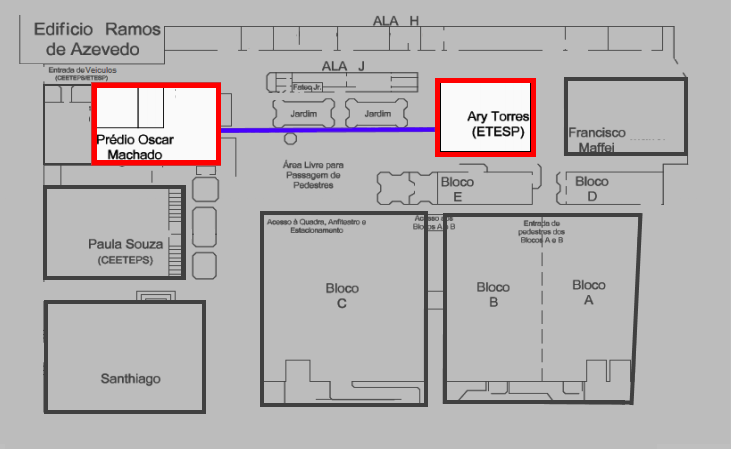 ALA H
Edifício Ramos
de Azevedo
ALA J
Entrada de Veículos
(CEETEPS/ETESP)
Fateq Jr.
Jardim
Jardim
Ary Torres
(ETESP)
Prédio Oscar
Machado
Francisco
Maffei
Área Livre para
Passagem de
Pedestres
Bloco
E
Bloco
D
Acesso à Quadra, Anfiteatro e
Estacionamento
Acesso aos
Blocos A e B
Entrada de
pedestres dos
Blocos A e B
Paula Souza
(CEETEPS)
Bloco
C
Bloco
B
Bloco
A
Santhiago